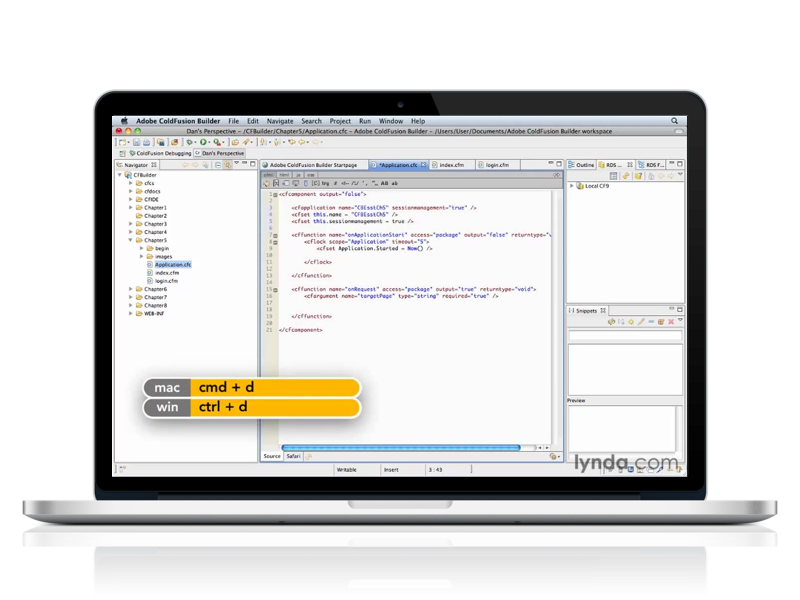 Adobe ColdFusion Builder File Edit Navigate Search Project Run Window Help
Dan's Perspective - /CFBuilder/Chapter5/Application.cfc - /Users/User/Documents/Adobe ColdFusion Builder workspace
ColdFusion Debugging Dan's Perspective
Navigator
CFBuilder
cfcs
cfdocs
CFIDE
Chapter1
Chapter2
Chapter3
Chapter4
Chapter5
begin
images
Application.cfc
index.cfm
login.cfm
Chapter6
Chapter7
Chapter8
WEB-INF
Adobe ColdFusion Builder Startpage *Application.cfc index.cfm login.cfm
1 <cfcomponent output="false">
2
3 <cfapplication name="CFBsstCh5" sessionmanagement="true" />
4 <cfset this.name = "CFBEsstCh5" />
5 <cfset this.sessionmanagement = true />
6
7 <cffunction name="onApplicationStart" access="package" output="false" returntype="v
8 <cflock scope="Application" timeout="5">
9 <cfset Application.Started = Now() />
10
11 </cflock>
12
13 </cffunction>
14
15 <cffunction name="onRequest" access="package" output="true" returntype="void">
16 <cfargument name="targetPage" type="string" required="true" />
17
18
19 </cffunction>
20
21 </cfcomponent>
Source Safari
Writable Insert 3 : 43
Outline RDS ... RDS F...
Local CF9
Snippets
Preview
mac cmd + d
win ctrl + d
lynda.com